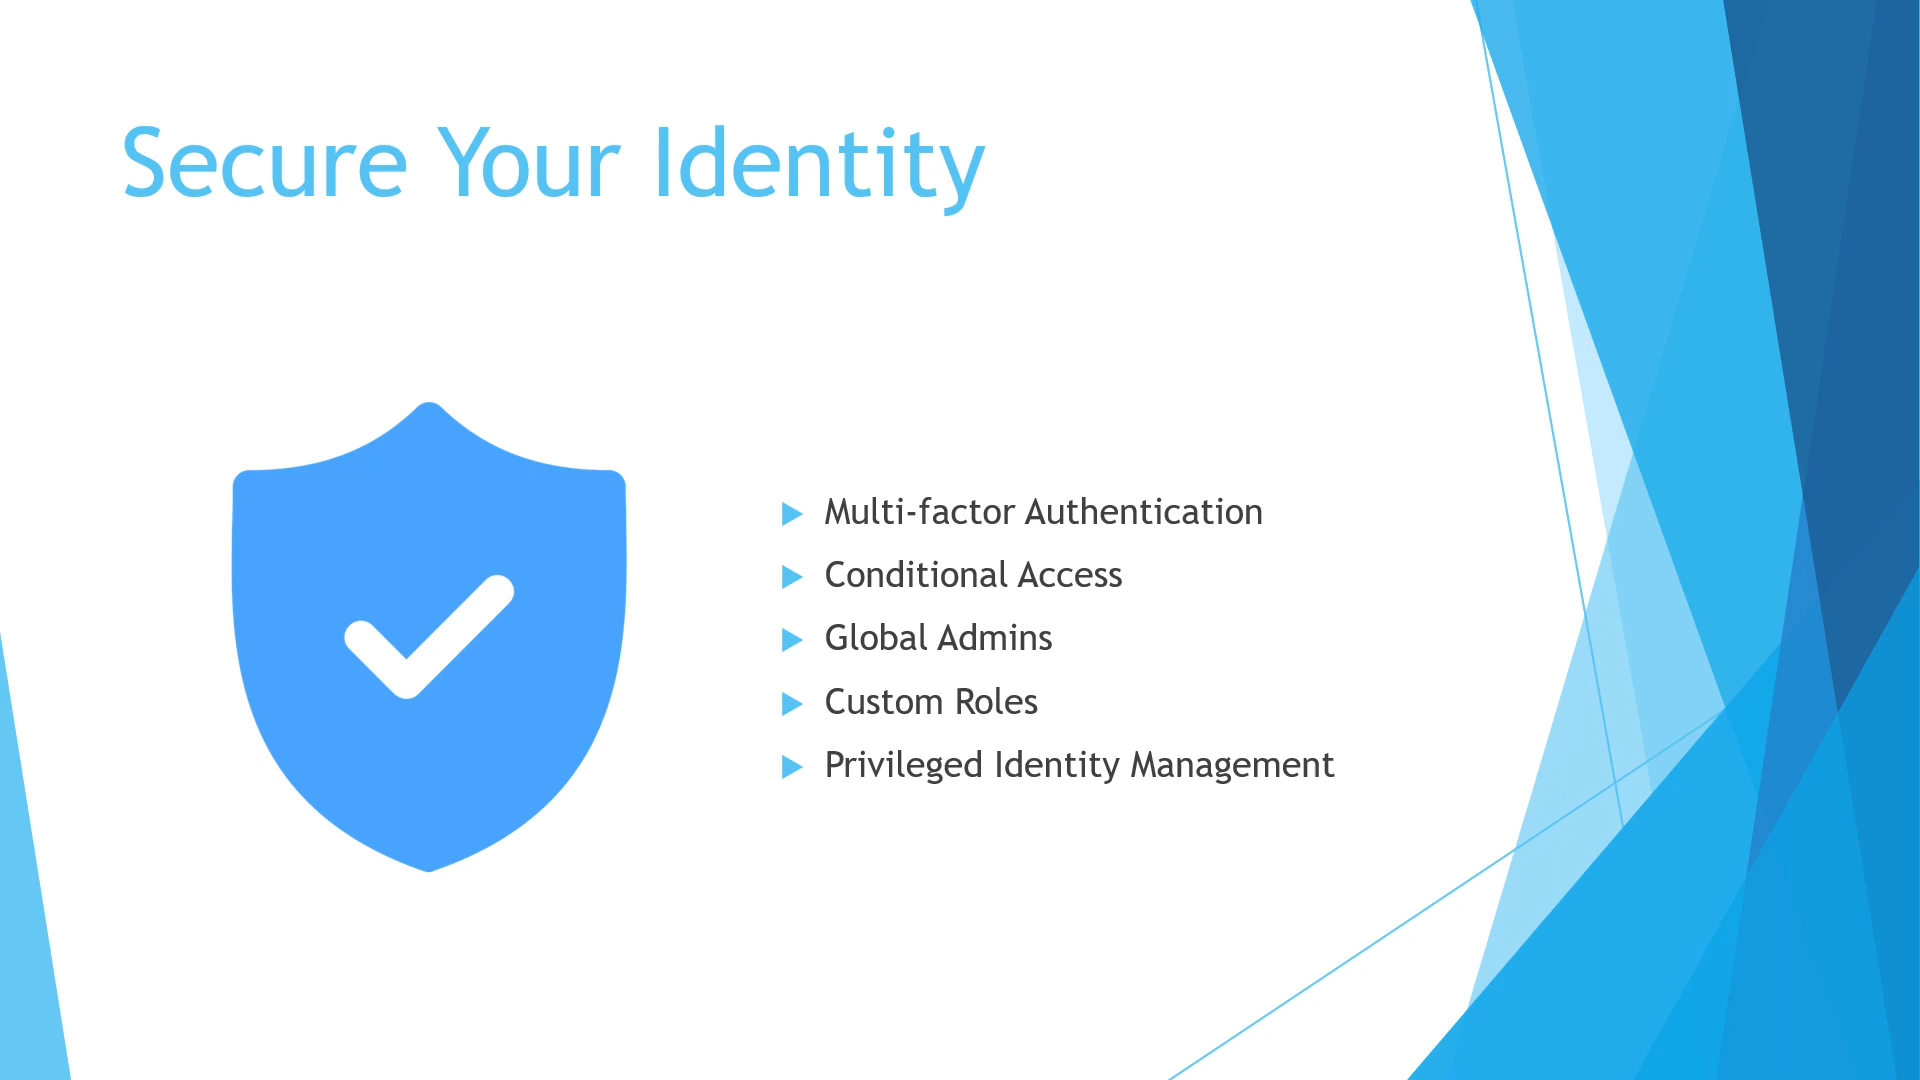 Secure Your Identity
Multi-factor Authentication
Conditional Access
Global Admins
Custom Roles
Privileged Identity Management